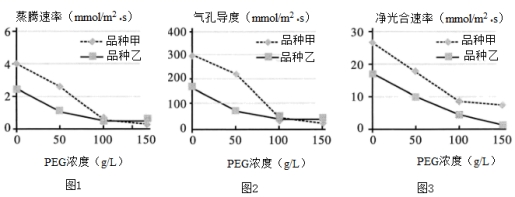 蒸腾速率（mmol/m²·s）
6
4
2
0
品种甲
品种乙
0 50 100 150
PEG浓度（g/L）
图1
气孔导度（mmol/m²·s）
400
300
200
100
0
品种甲
品种乙
0 50 100 150
PEG浓度（g/L）
图2
净光合速率（mmol/m²·s）
30
20
10
0
品种甲
品种乙
0 50 100 150
PEG浓度（g/L）
图3